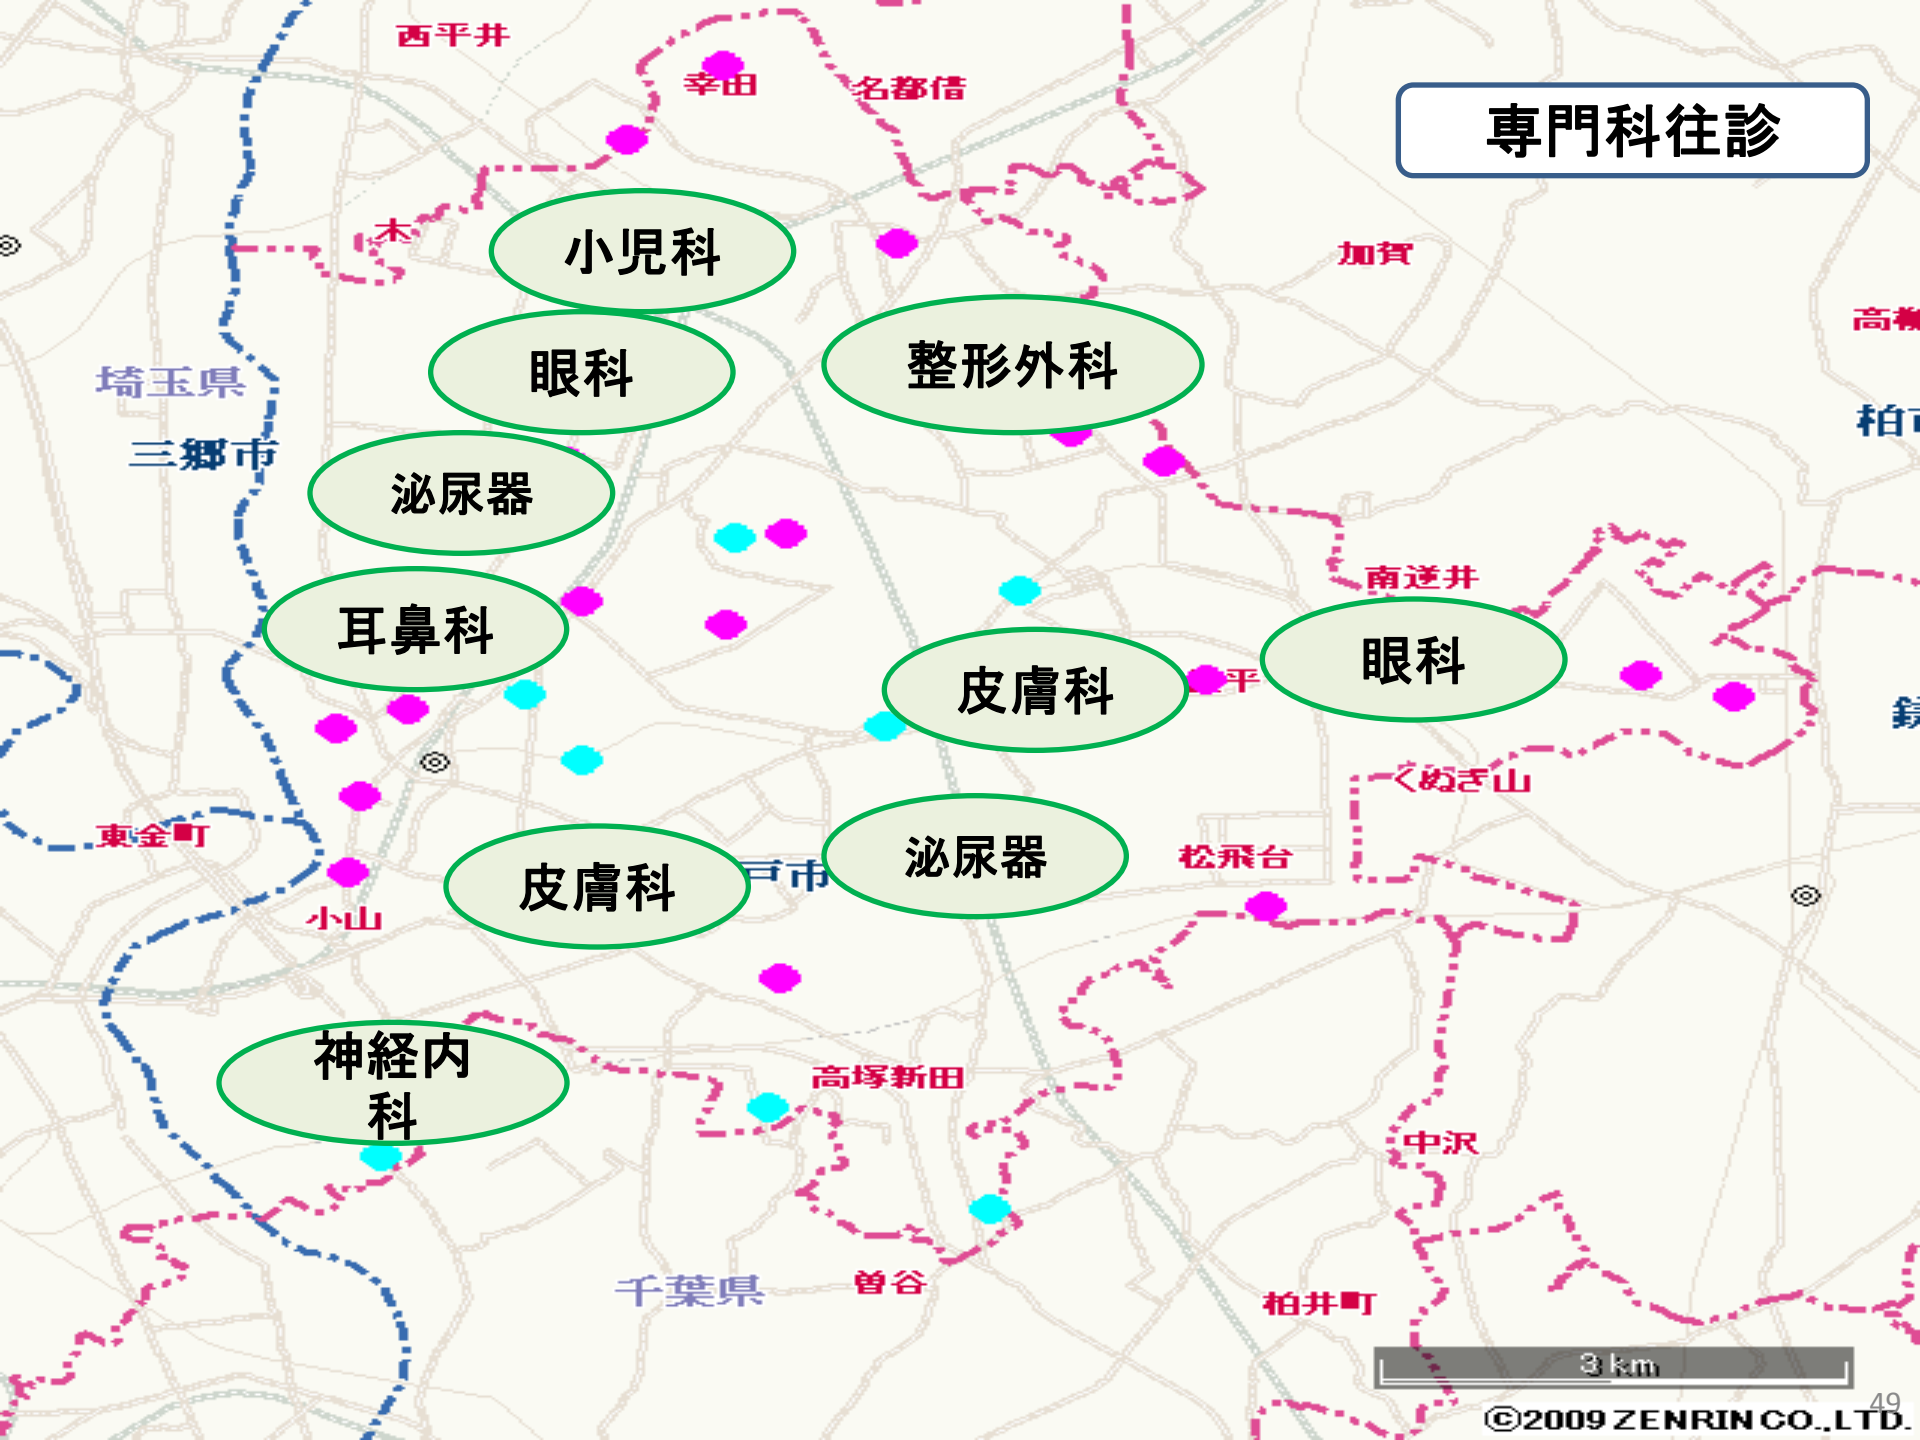 西平井
幸田
名都借
専門科往診
木
小児科
加賀
高柳
眼科
整形外科
埼玉県
柏市
三郷市
泌尿器
南逆井
耳鼻科
皮膚科
平
眼科
くぬぎ山
東金町
皮膚科
戸市
泌尿器
松飛台
小山
神経内
科
高塚新田
中沢
千葉県
曽谷
柏井町
3 km
49
©2009 ZENRIN CO., LTD.